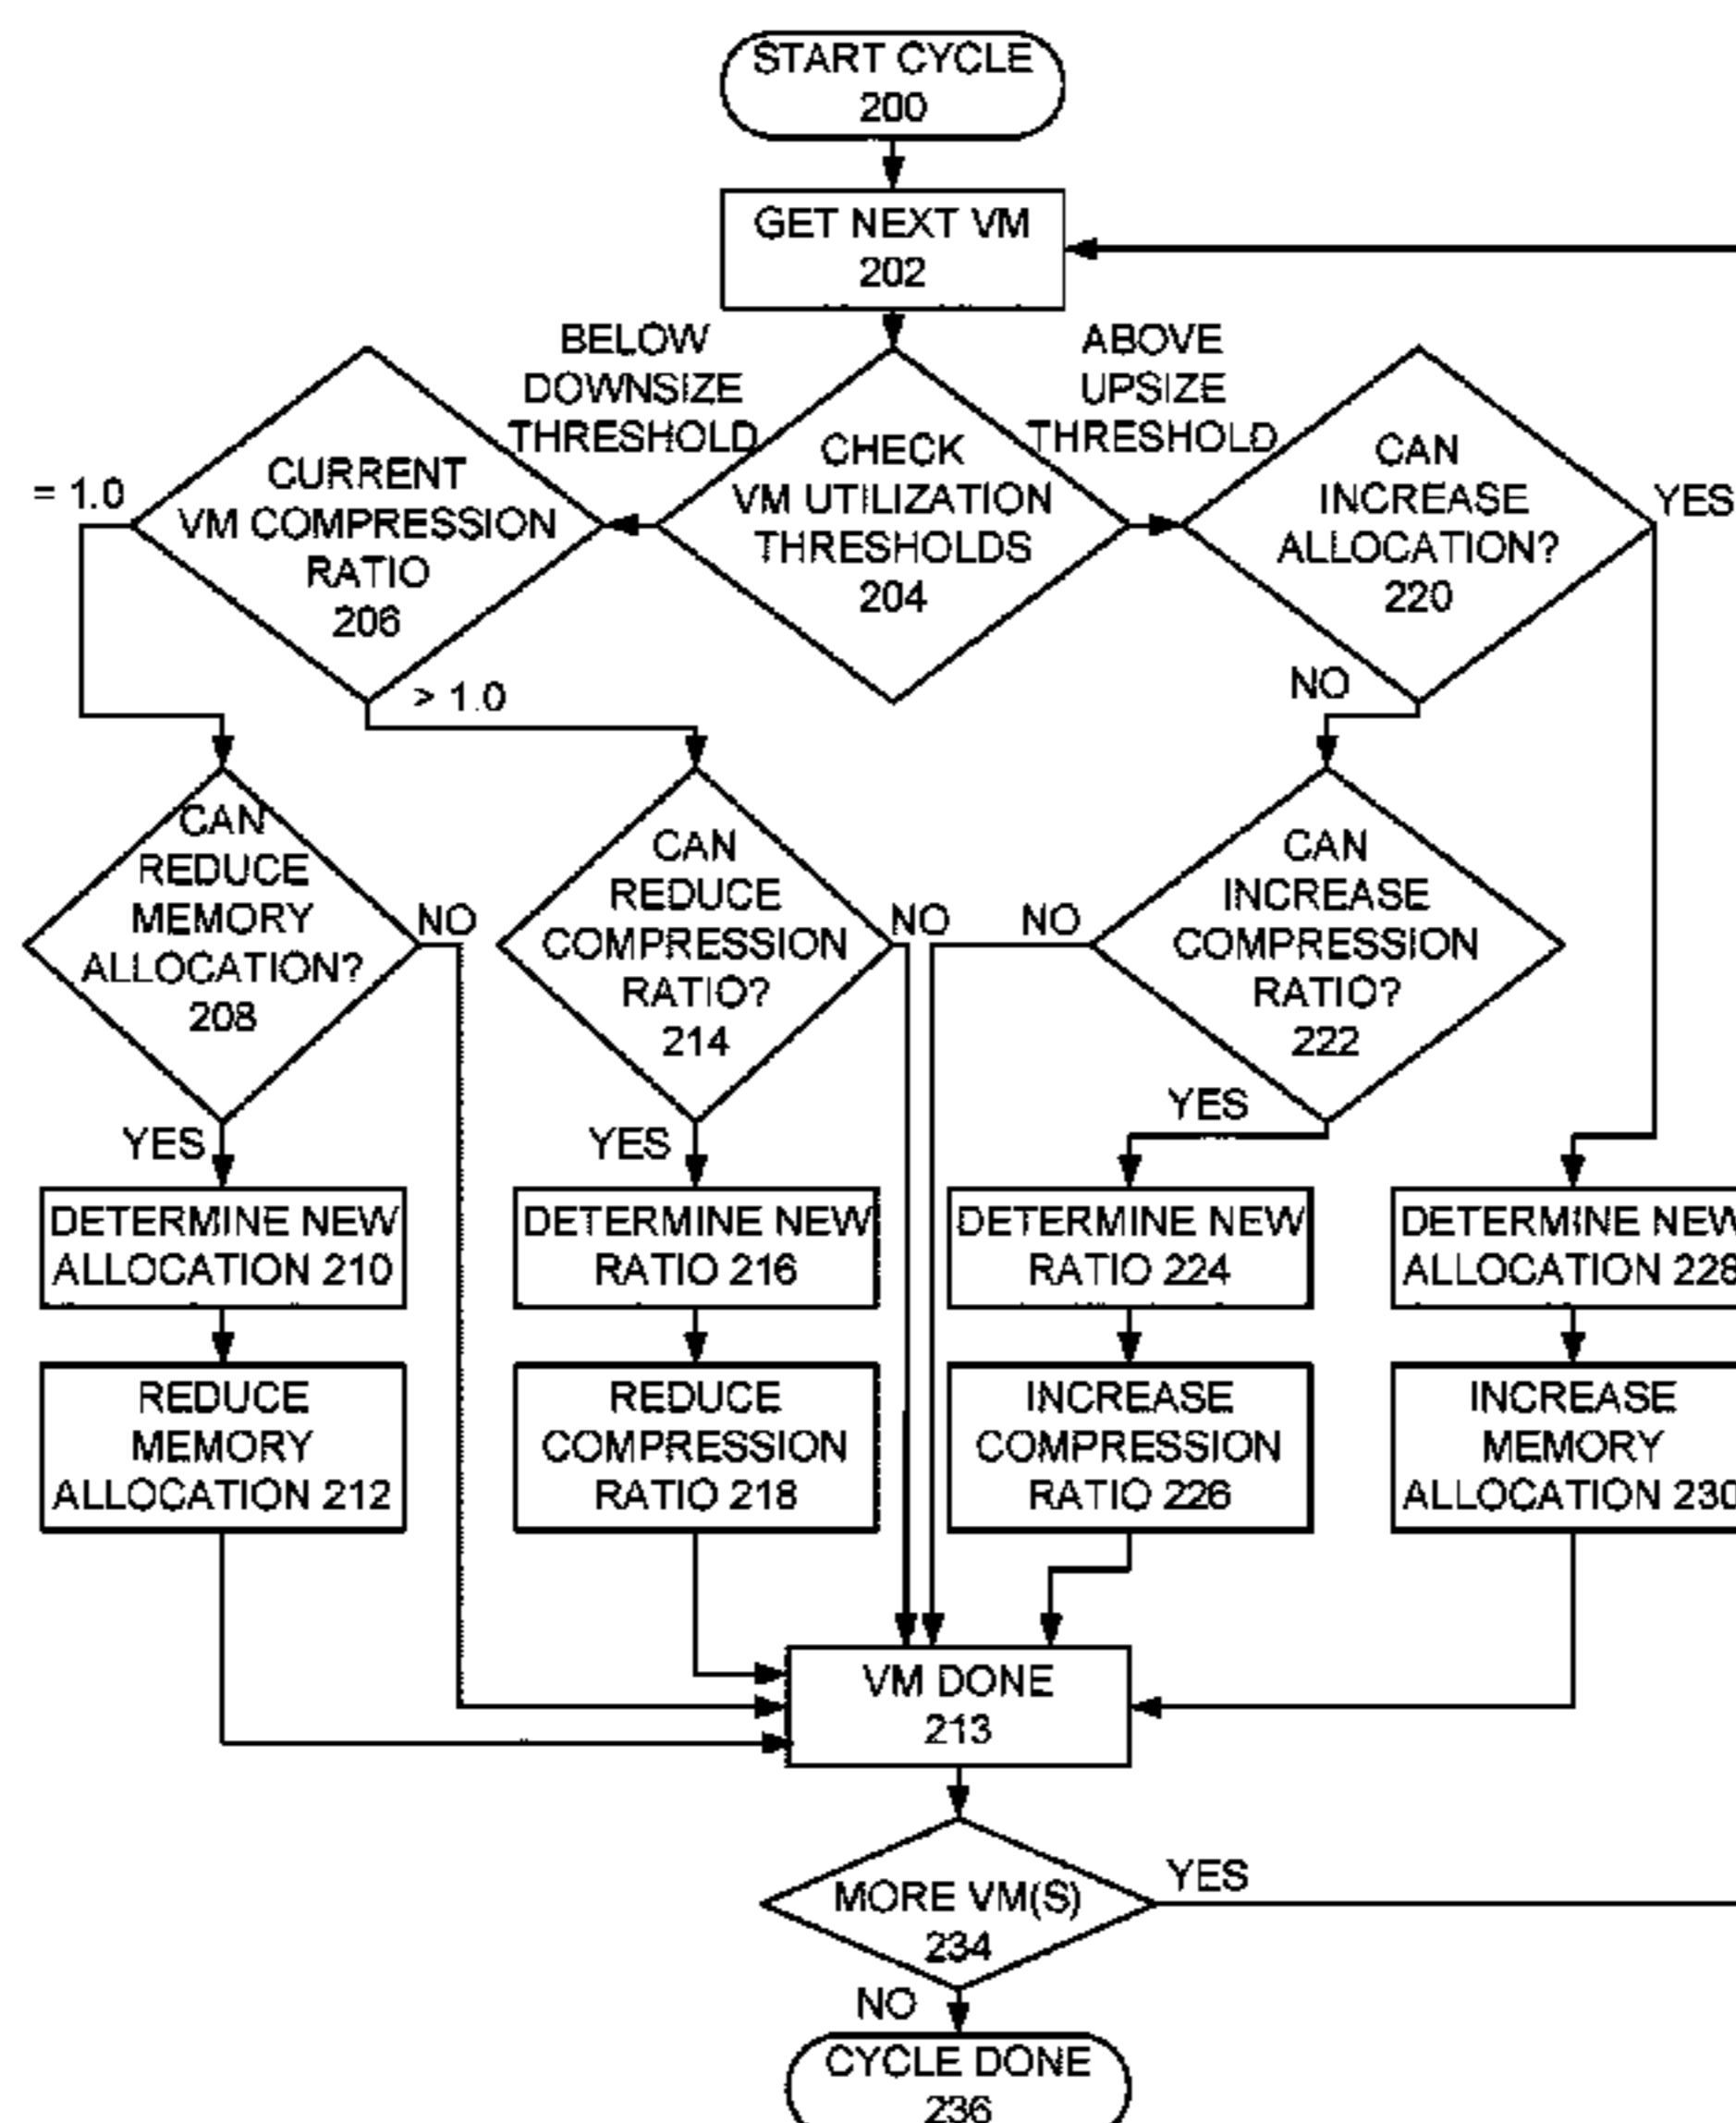 START CYCLE
200
GET NEXT VM
202
BELOW
DOWNSIZE
THRESHOLD
ABOVE
UPSIZE
THRESHOLD
= 1.0
CURRENT
VM COMPRESSION
RATIO
206
> 1.0
CHECK
VM UTILIZATION
THRESHOLDS
204
CAN
INCREASE
ALLOCATION?
220
YES
NO
CAN
REDUCE
MEMORY
ALLOCATION?
208
NO
YES
CAN
REDUCE
COMPRESSION
RATIO?
214
NO
YES
CAN
INCREASE
COMPRESSION
RATIO?
222
NO
YES
DETERMINE NEW
ALLOCATION 210
DETERMINE NEW
RATIO 216
DETERMINE NEW
RATIO 224
DETERMINE NEW
ALLOCATION 228
REDUCE
MEMORY
ALLOCATION 212
REDUCE
COMPRESSION
RATIO 218
INCREASE
COMPRESSION
RATIO 226
INCREASE
MEMORY
ALLOCATION 230
VM DONE
213
MORE VM(S)
234
YES
NO
CYCLE DONE
236